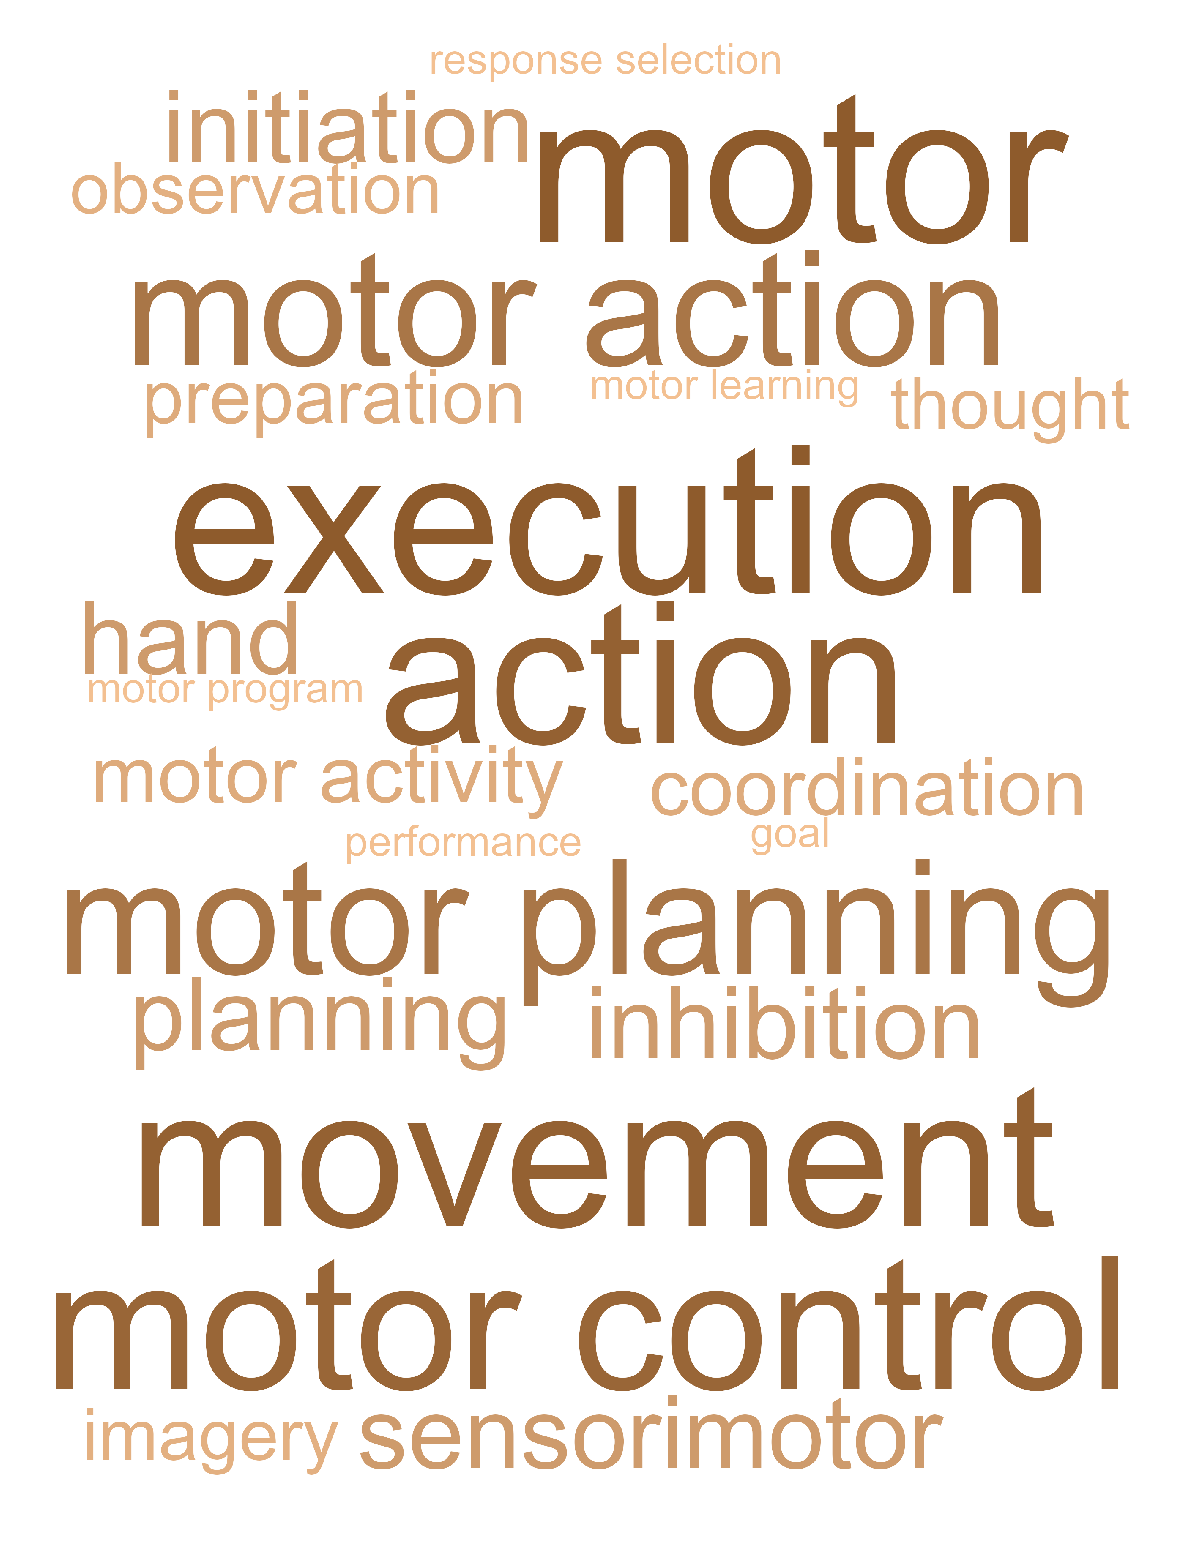 response selection
initiation motor
observation
motor action
preparation motor learning thought
execution
hand action
motor program
motor activity coordination
performance goal
motor planning
planning inhibition
movement
motor control
imagery sensorimotor